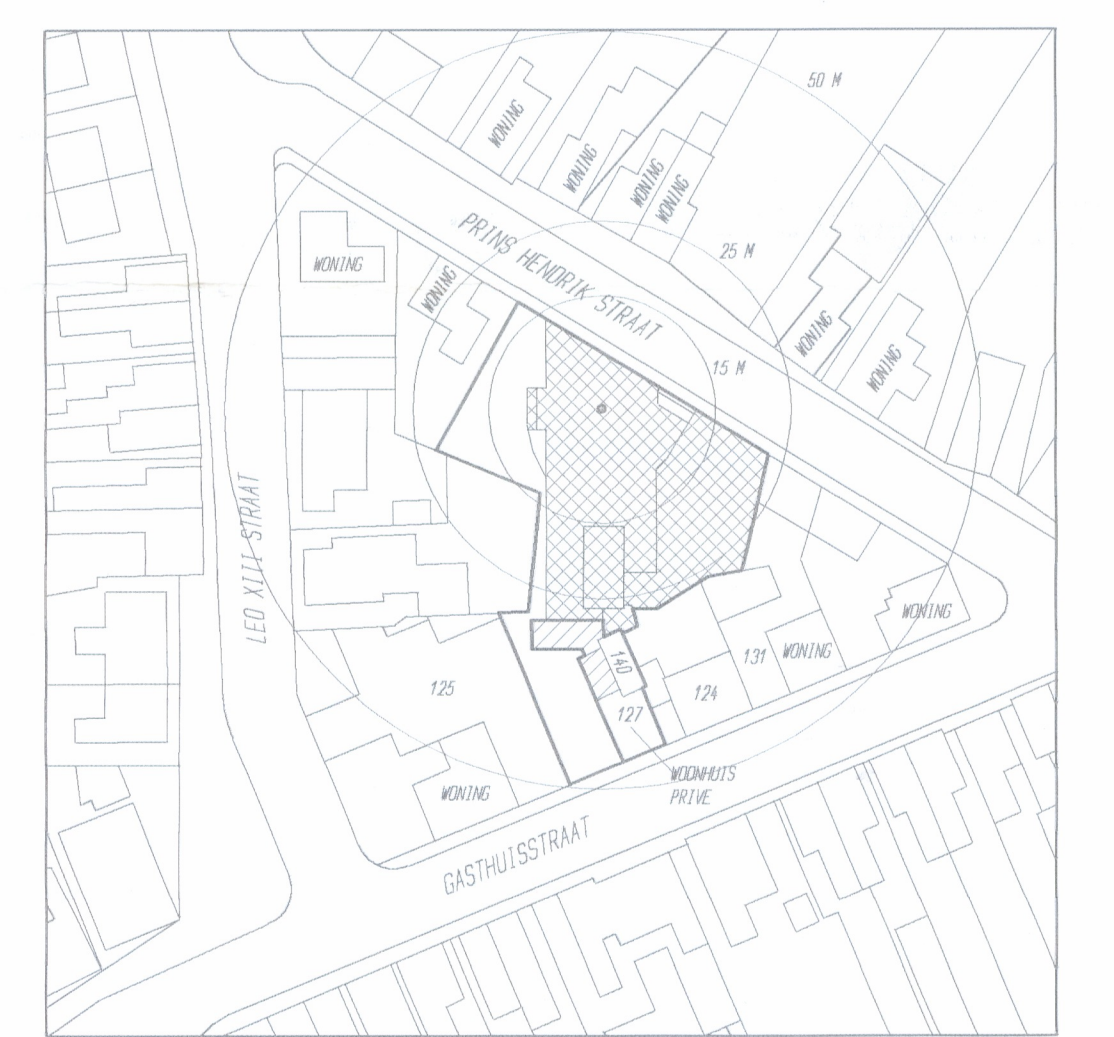 50 M
WONING
WONING
WONING
WONING
PRINS HENDRIK STRAAT
25 M
WONING
WONING
WONING
WONING
15 M
LEO XIII STRAAT
WONING
140
131
WONING
125
124
127
WOONHUIS
PRIVE
WONING
GASTHUISSTRAAT